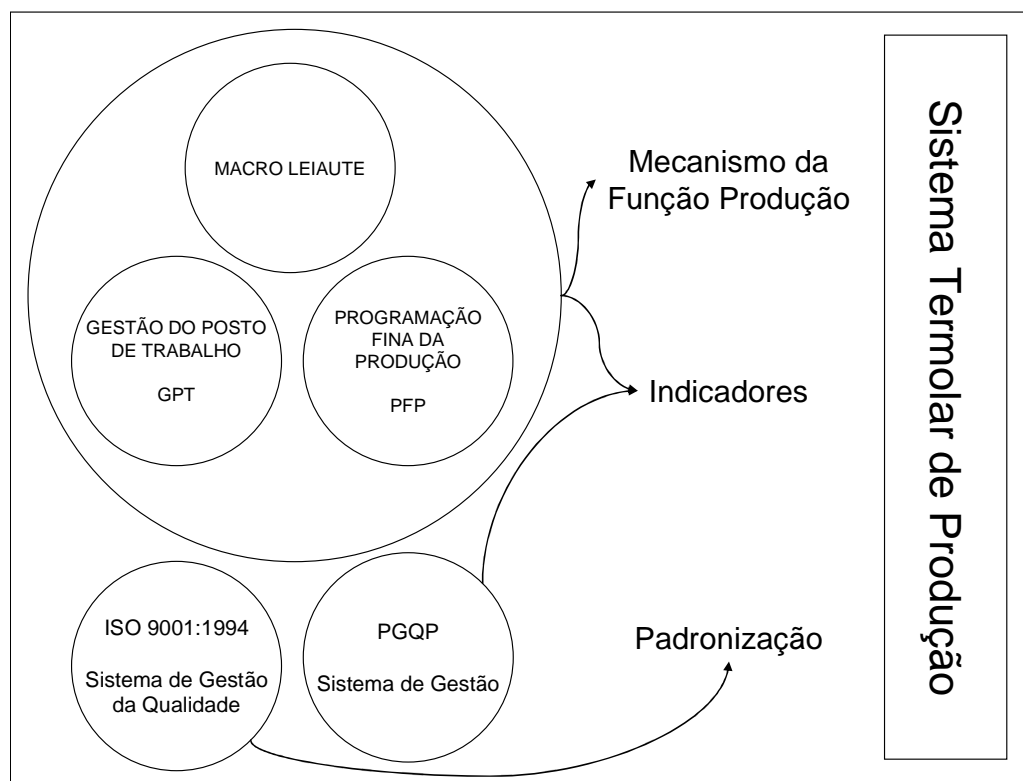 MACRO LEIAUTE
GESTÃO DO POSTO
DE TRABALHO
GPT
PROGRAMAÇÃO
FINA DA
PRODUÇÃO
PFP
ISO 9001:1994
Sistema de Gestão
da Qualidade
PGQP
Sistema de Gestão
Mecanismo da
Função Produção
Indicadores
Padronização
Sistema Termolar de Produção